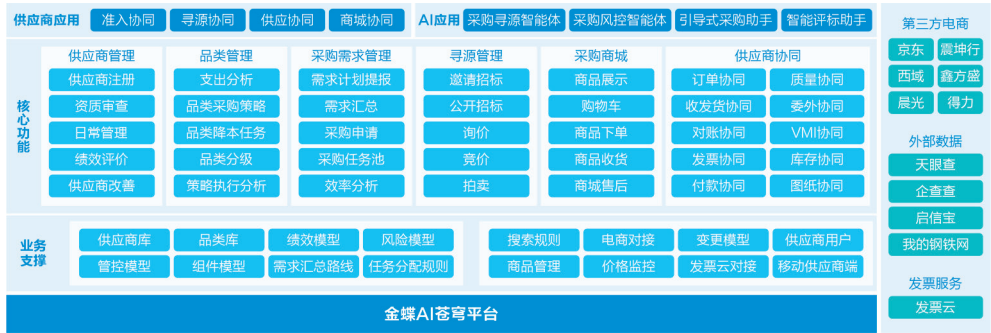 供应商应用 准入协同 寻源协同 供应协同 商城协同
AI应用 采购寻源智能体 采购风控智能体 引导式采购助手 智能评标助手
核心功能
供应商管理
供应商注册
资质审查
日常管理
绩效评价
供应商改善
品类管理
支出分析
品类采购策略
品类降本任务
品类分级
策略执行分析
采购需求管理
需求计划提报
需求汇总
采购申请
采购任务池
效率分析
寻源管理
邀请招标
公开招标
询价
竞价
拍卖
采购商城
商品展示
购物车
商品下单
商品收货
商城售后
供应商协同
订单协同 质量协同
收发货协同 委外协同
对账协同 VMI协同
发票协同 库存协同
付款协同 图纸协同
业务
支撑
供应商库 品类库 绩效模型 风险模型
管控模型 组件模型 需求汇总路线 任务分配规则
搜索规则 电商对接 变更模型 供应商用户
商品管理 价格监控 发票云对接 移动供应商端
金蝶AI苍穹平台
第三方电商
京东 震坤行
西域 鑫方盛
晨光 得力
外部数据
天眼查
企查查
启信宝
我的钢铁网
发票服务
发票云